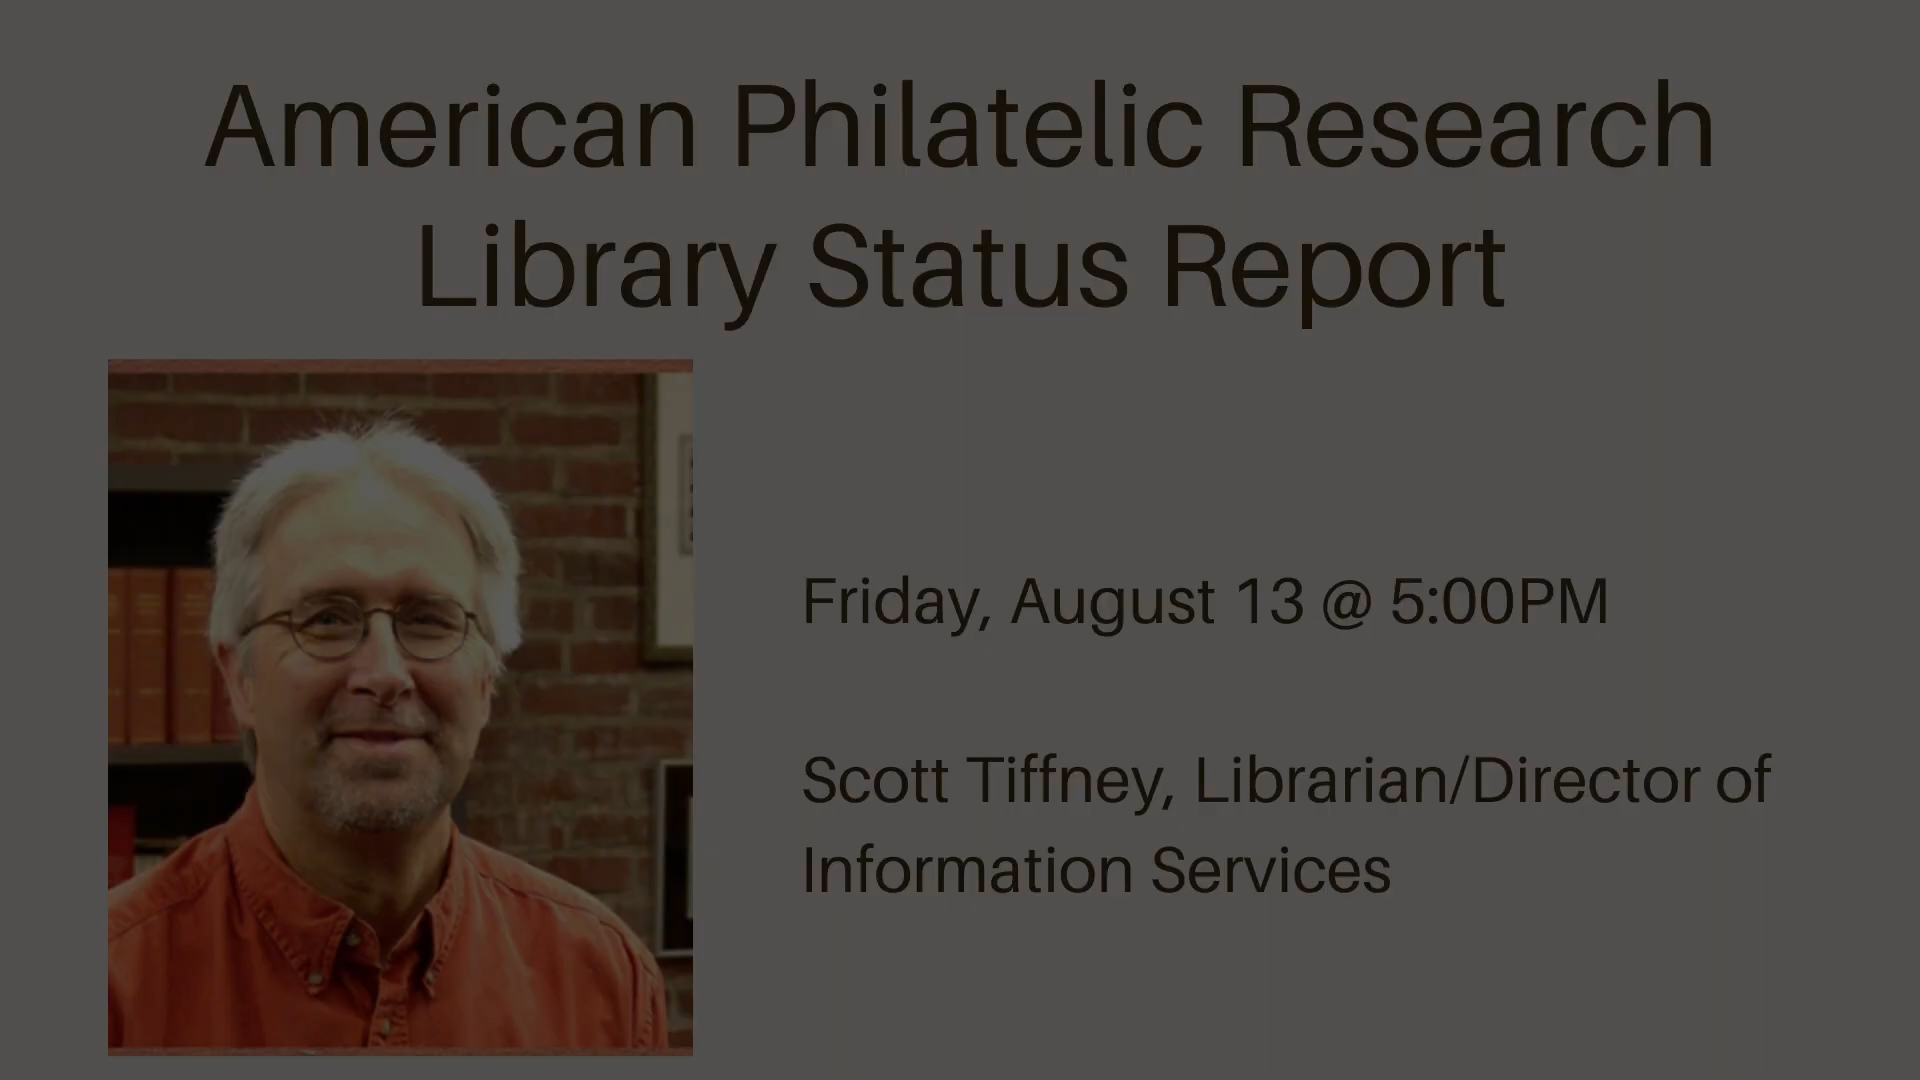 American Philatelic Research
Library Status Report
Friday, August 13 @ 5:00PM
Scott Tiffney, Librarian/Director of
Information Services